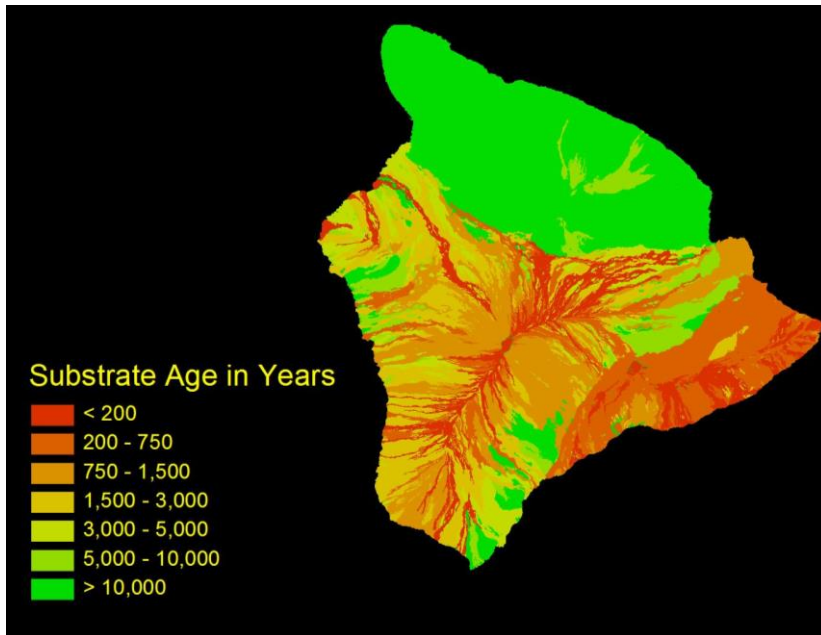 Substrate Age in Years
< 200
200 - 750
750 - 1,500
1,500 - 3,000
3,000 - 5,000
5,000 - 10,000
> 10,000